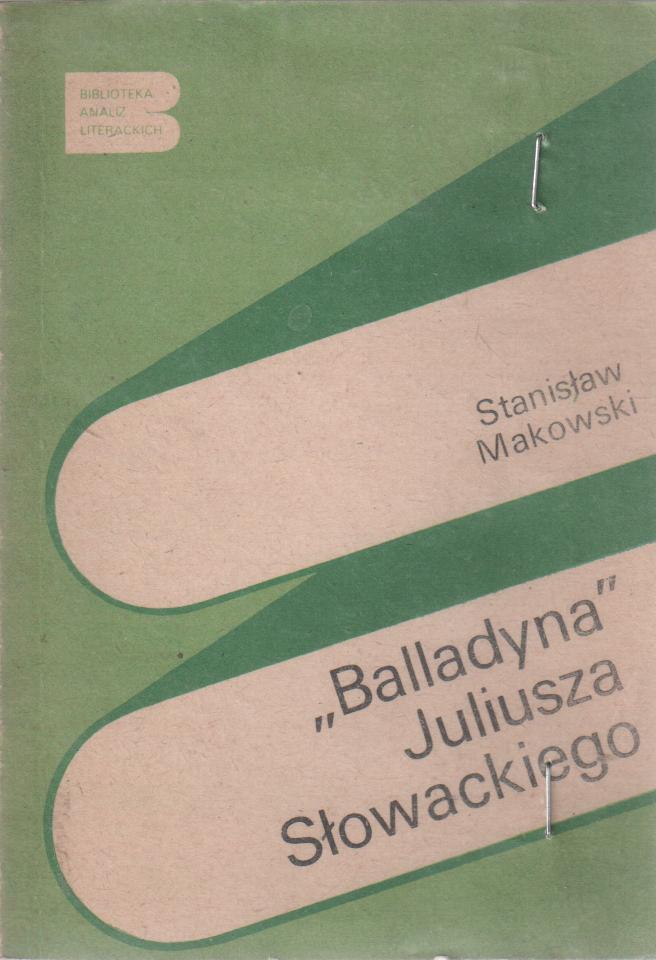 BIBLIOTEKA
ANALIZ
LITERACKICH
Stanisław
Makowski
„Balladyna”
Juliusza
Słowackiego